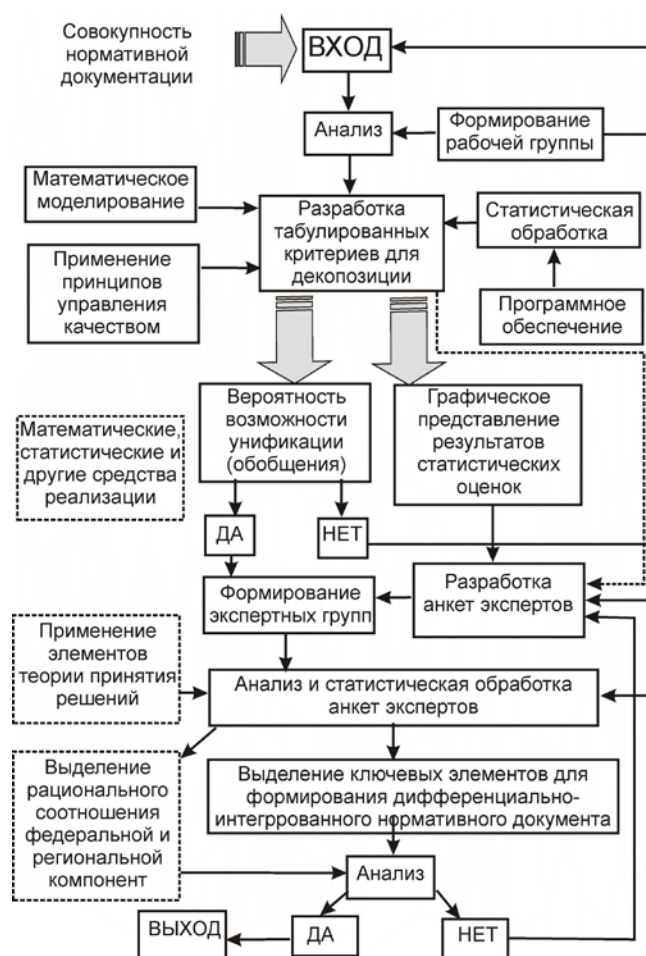 Совокупность
нормативной
документации
ВХОД
Анализ
Формирование
рабочей группы
Математическое
моделирование
Разработка
табулированных
критериев для
декопозиции
Статистическая
обработка
Применение
принципов
управления
качеством
Программное
обеспечение
Вероятность
возможности
унификации
(обобщения)
Графическое
представление
результатов
статистических
оценок
Математические,
статистические и
другие средства
реализации
ДА
НЕТ
Формирование
экспертных групп
Разработка
анкет экспертов
Применение
элементов
теории принятия
решений
Анализ и статистическая обработка
анкет экспертов
Выделение
рационального
соотношения
федеральной и
региональной
компонент
Выделение ключевых элементов для
формирования дифференциально-
интегррованного нормативного документа
Анализ
ВЫХОД
ДА
НЕТ